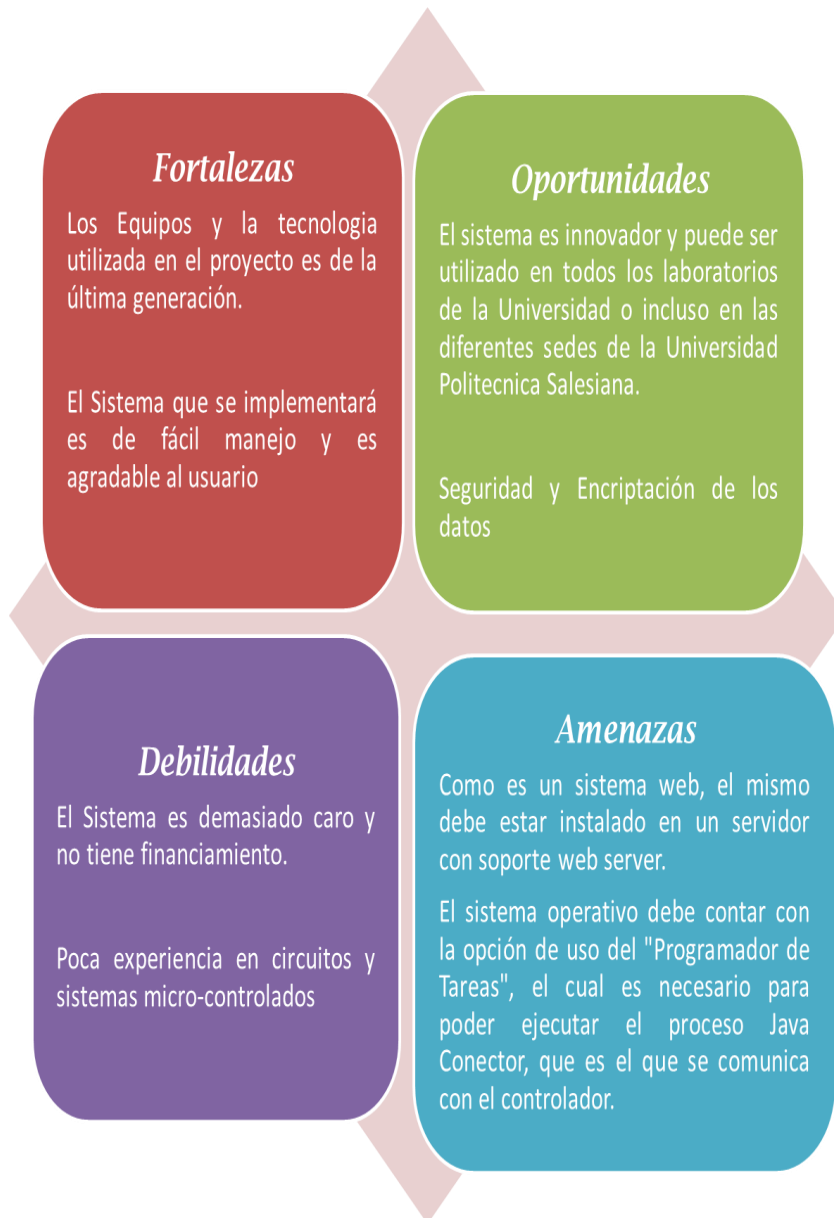 Fortalezas
Los Equipos y la tecnologia
utilizada en el proyecto es de la
última generación.
El Sistema que se implementará
es de fácil manejo y es
agradable al usuario
Oportunidades
El sistema es innovador y puede ser
utilizado en todos los laboratorios
de la Universidad o incluso en las
diferentes sedes de la Universidad
Politecnica Salesiana.
Seguridad y Encriptación de los
datos
Debilidades
El Sistema es demasiado caro y
no tiene financiamiento.
Poca experiencia en circuitos y
sistemas micro-controlados
Amenazas
Como es un sistema web, el mismo
debe estar instalado en un servidor
con soporte web server.
El sistema operativo debe contar con
la opción de uso del "Programador de
Tareas", el cual es necesario para
poder ejecutar el proceso Java
Conector, que es el que se comunica
con el controlador.